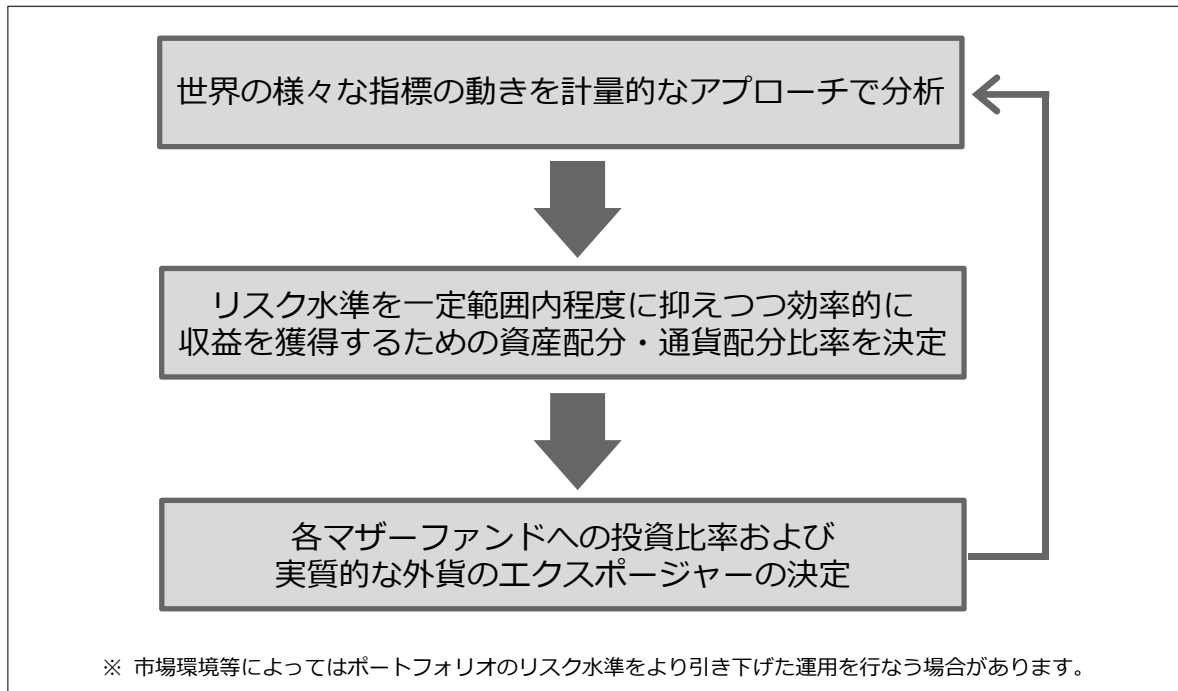 世界の様々な指標の動きを計量的なアプローチで分析
リスク水準を一定範囲内程度に抑えつつ効率的に
収益を獲得するための資産配分・通貨配分比率を決定
各マザーファンドへの投資比率および
実質的な外貨のエクスポージャーの決定
※ 市場環境等によってはポートフォリオのリスク水準をより引き下げた運用を行なう場合があります。